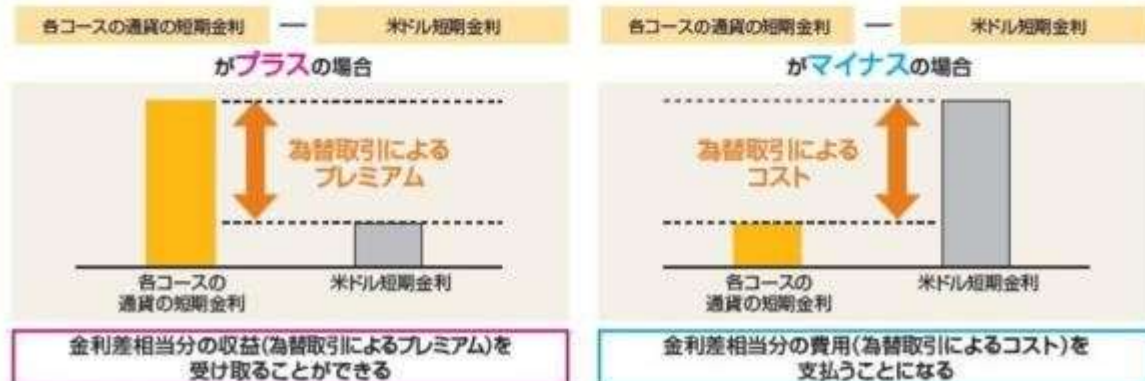 各コースの通貨の短期金利 ー 米ドル短期金利
がプラスの場合
為替取引による
プレミアム
各コースの
通貨の短期金利
米ドル短期金利
金利差相当分の収益(為替取引によるプレミアム)を
受け取ることができる
各コースの通貨の短期金利 ー 米ドル短期金利
がマイナスの場合
為替取引による
コスト
各コースの
通貨の短期金利
米ドル短期金利
金利差相当分の費用(為替取引によるコスト)を
支払うことになる